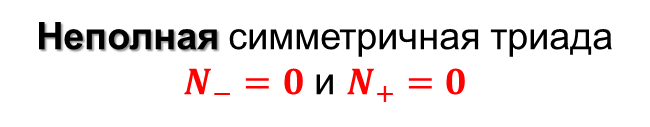 Неполная симметричная триада
N₋ = 0 и N₊ = 0